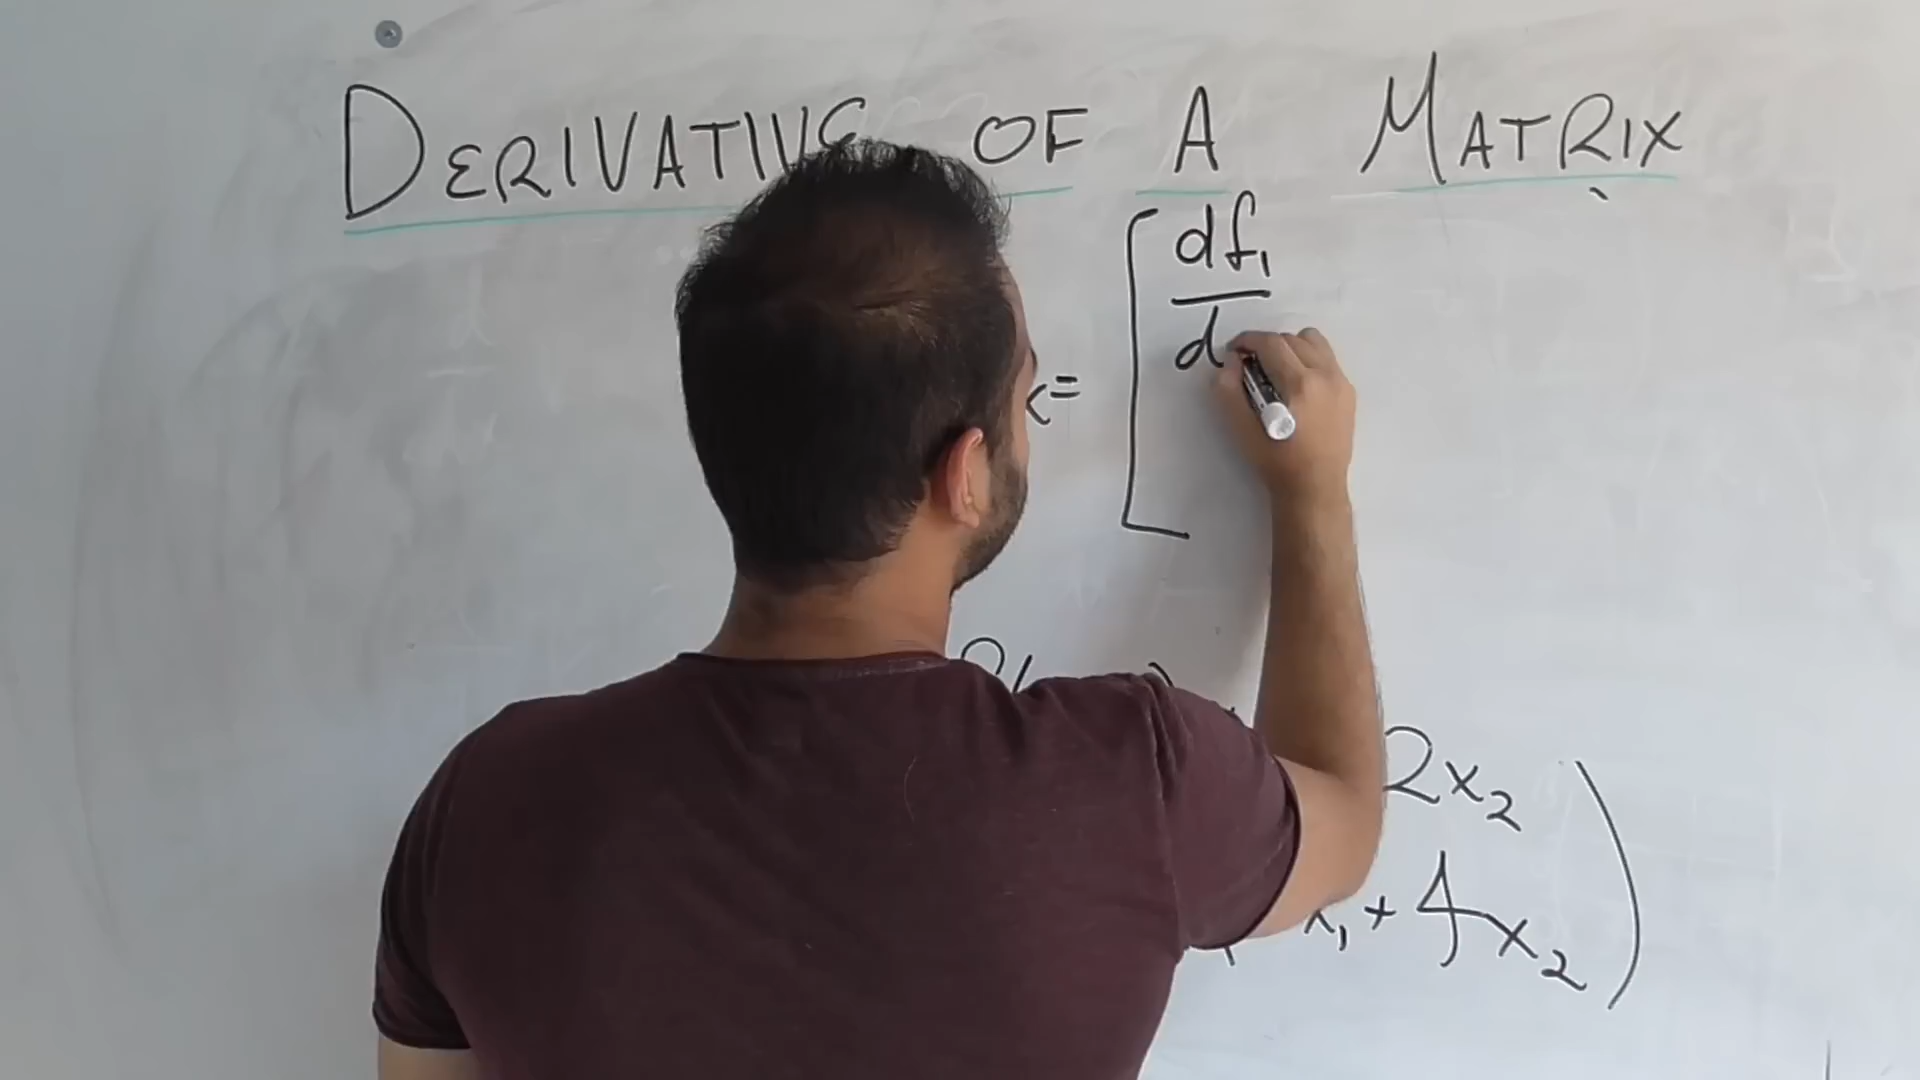 DERIVATIVE OF A MATRIX
df₁
d
=
2x₂
x₁ + 4x₂